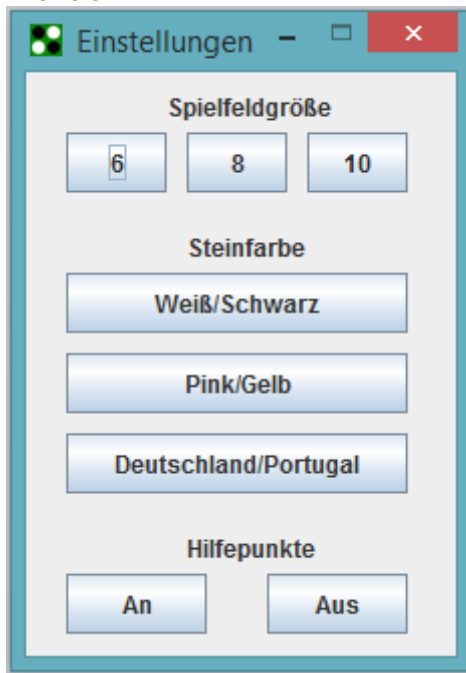 Einstellungen
Spielfeldgröße
6 8 10
Steinfarbe
Weiß/Schwarz
Pink/Gelb
Deutschland/Portugal
Hilfepunkte
An Aus